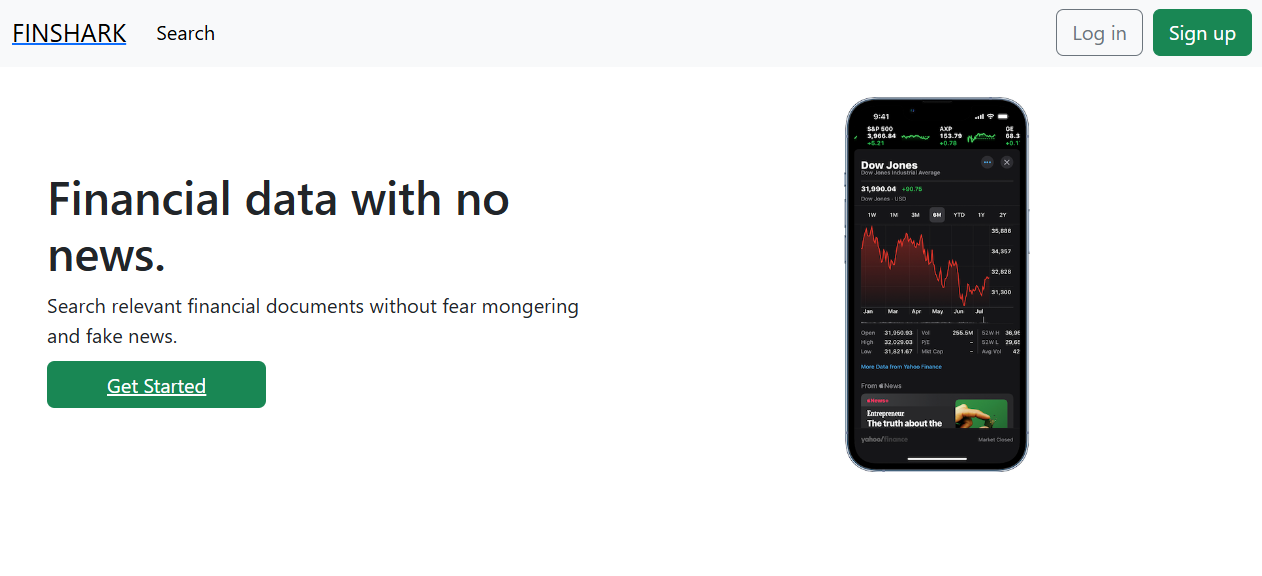 FINSHARK Search Log in Sign up
Financial data with no
news.
Search relevant financial documents without fear mongering
and fake news.
Get Started
9:41
S&P 500 AXP GE
3,966.84 153.79 68.3
+5.21 +0.78 +0.1
Dow Jones
Dow Jones Industrial Average
31,990.04 +90.76
Dow Jones · USD
1W 1M 3M 6M YTD 1Y 2Y
35,886
34,357
32,828
31,300
Jan Mar Apr May Jun Jul
Open 31,950.93 Vol 255.5M 52W H 36,95
High 32,029.03 P/E – 52W L 29,65
Low 31,821.67 Mkt Cap – Avg Vol 42
More Data from Yahoo Finance
From News
Entrepreneur
The truth about the
yahoo/finance Market Closed